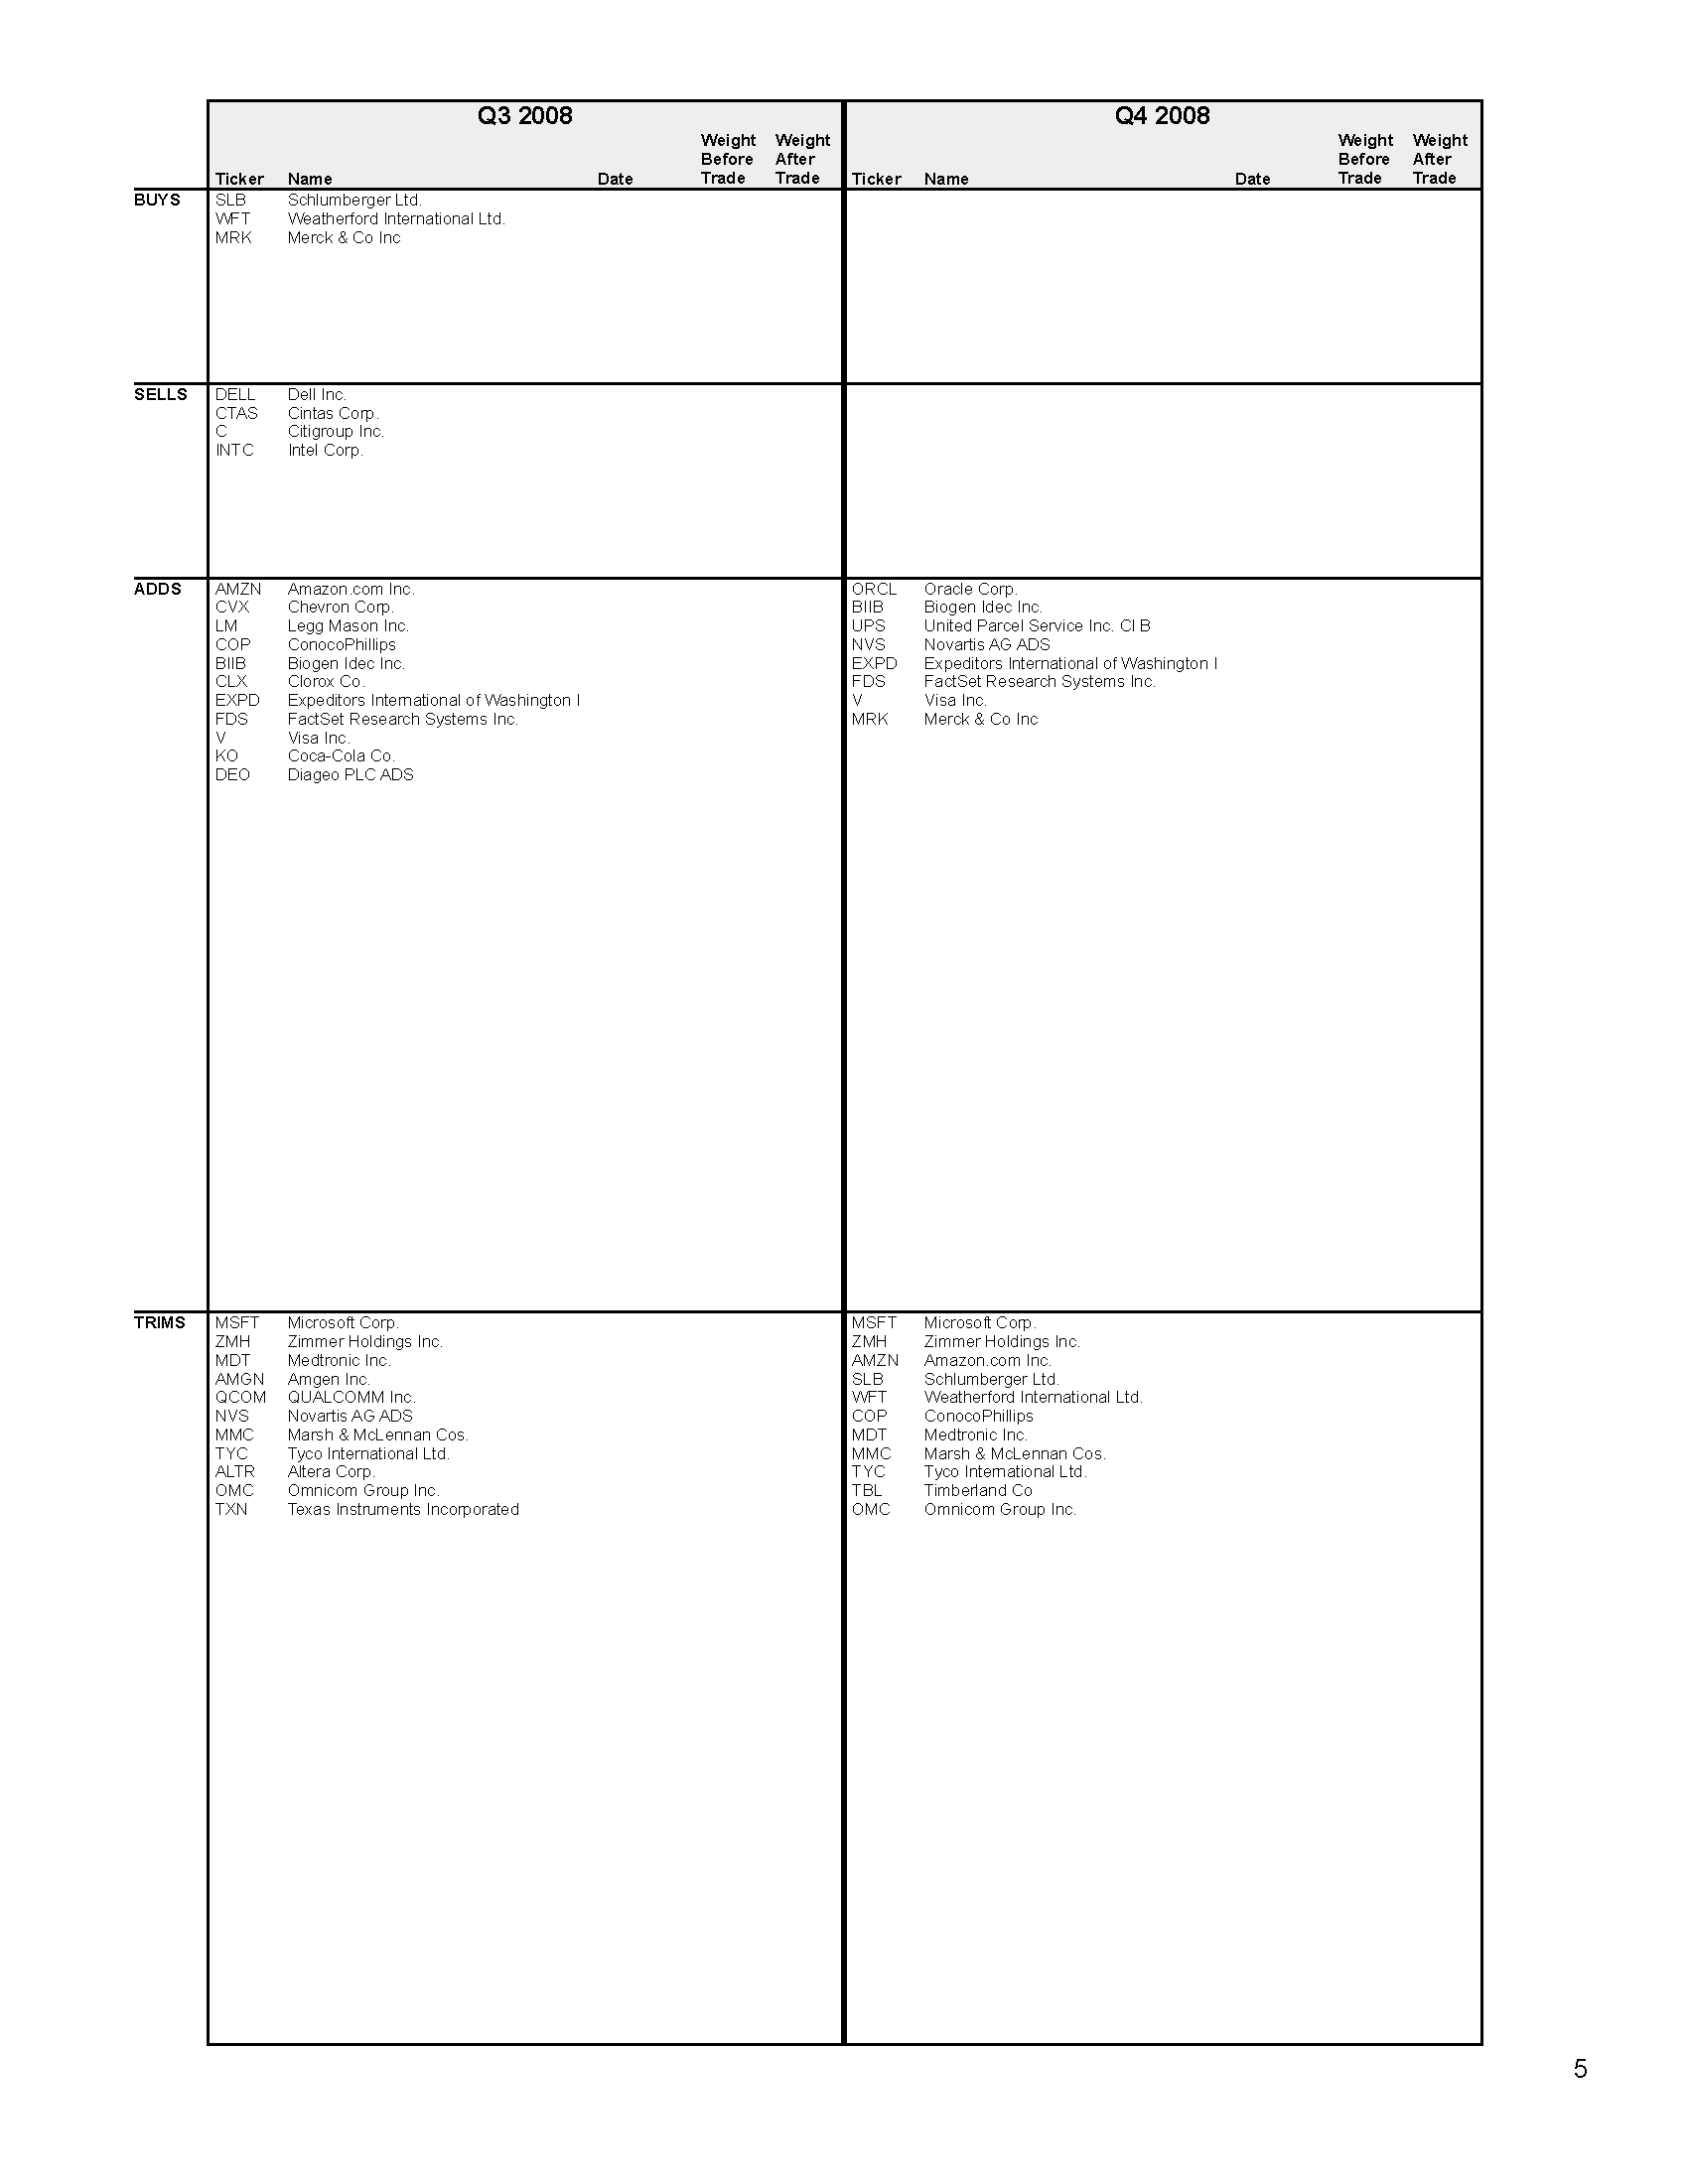 Q3 2008
Ticker Name Date Weight Before Trade Weight After Trade
BUYS SLB Schlumberger Ltd.
WFT Weatherford International Ltd.
MRK Merck & Co Inc
SELLS DELL Dell Inc.
CTAS Cintas Corp.
C Citigroup Inc.
INTC Intel Corp.
ADDS AMZN Amazon.com Inc.
CVX Chevron Corp.
LM Legg Mason Inc.
COP ConocoPhillips
BIIB Biogen Idec Inc.
CLX Clorox Co.
EXPD Expeditors International of Washington I
FDS FactSet Research Systems Inc.
V Visa Inc.
KO Coca-Cola Co.
DEO Diageo PLC ADS
TRIMS MSFT Microsoft Corp.
ZMH Zimmer Holdings Inc.
MDT Medtronic Inc.
AMGN Amgen Inc.
QCOM QUALCOMM Inc.
NVS Novartis AG ADS
MMC Marsh & McLennan Cos.
TYC Tyco International Ltd.
ALTR Altera Corp.
OMC Omnicom Group Inc.
TXN Texas Instruments Incorporated
Q4 2008
Ticker Name Date Weight Before Trade Weight After Trade
ORCL Oracle Corp.
BIIB Biogen Idec Inc.
UPS United Parcel Service Inc. Cl B
NVS Novartis AG ADS
EXPD Expeditors International of Washington I
FDS FactSet Research Systems Inc.
V Visa Inc.
MRK Merck & Co Inc
MSFT Microsoft Corp.
ZMH Zimmer Holdings Inc.
AMZN Amazon.com Inc.
SLB Schlumberger Ltd.
WFT Weatherford International Ltd.
COP ConocoPhillips
MDT Medtronic Inc.
MMC Marsh & McLennan Cos.
TYC Tyco International Ltd.
TBL Timberland Co
OMC Omnicom Group Inc.
5